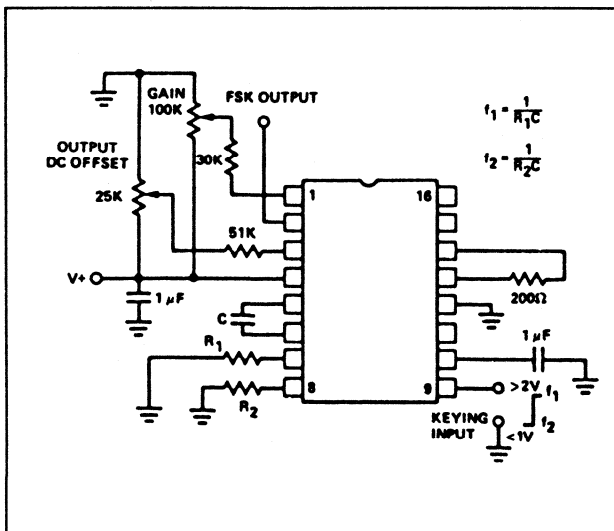 GAIN
100K
FSK OUTPUT
f1 = 1/R1C
f2 = 1/R2C
OUTPUT
DC OFFSET
30K
25K
1
16
51K
V+
1 μF
200Ω
C
R1
1 μF
8
9
R2
>2V
f1
KEYING
INPUT
<1V
f2